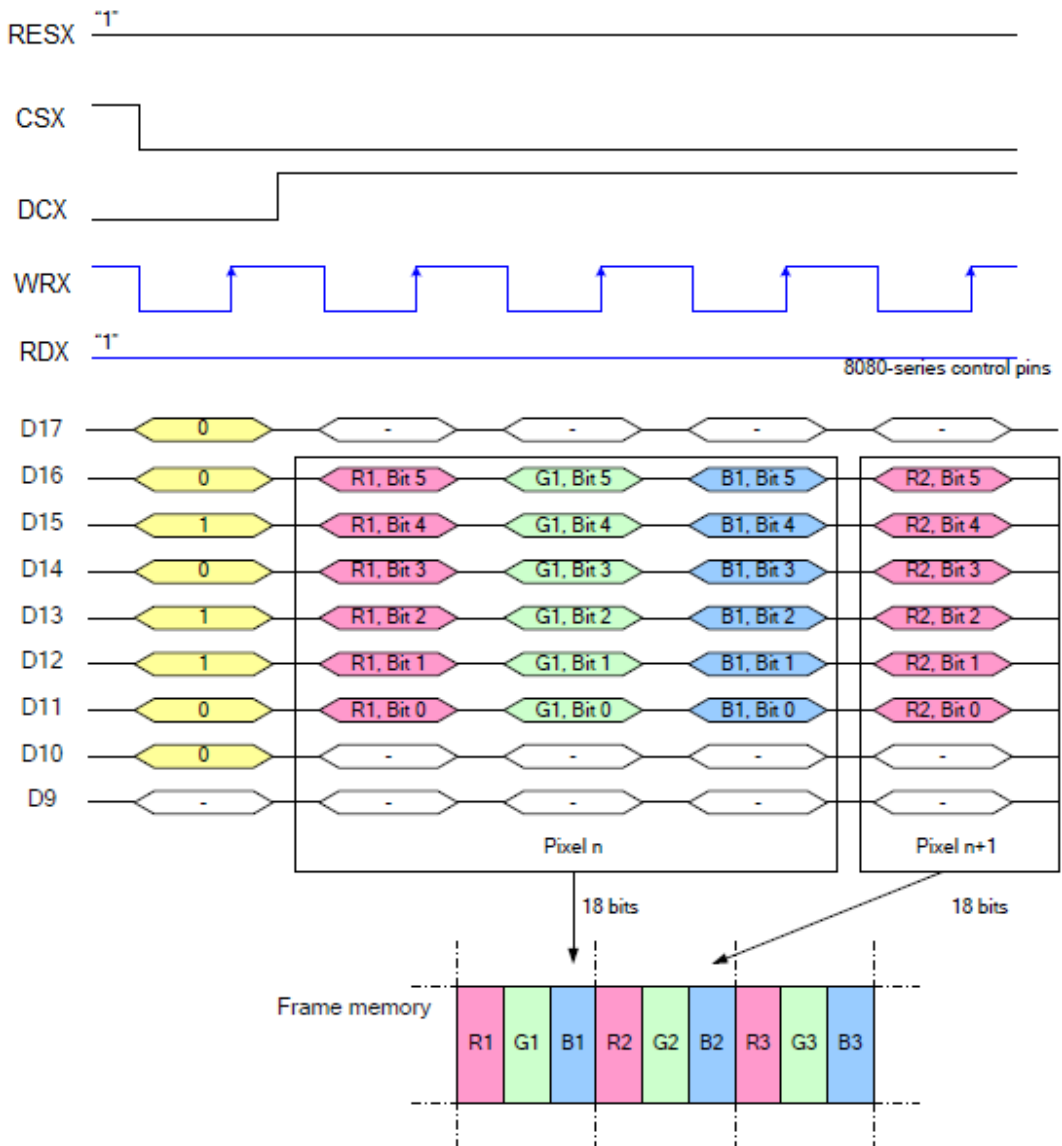 RESX “1”
CSX
DCX
WRX
RDX “1”
8080-series control pins
D17 0 - - - -
D16 0 R1, Bit 5 G1, Bit 5 B1, Bit 5 R2, Bit 5
D15 1 R1, Bit 4 G1, Bit 4 B1, Bit 4 R2, Bit 4
D14 0 R1, Bit 3 G1, Bit 3 B1, Bit 3 R2, Bit 3
D13 1 R1, Bit 2 G1, Bit 2 B1, Bit 2 R2, Bit 2
D12 1 R1, Bit 1 G1, Bit 1 B1, Bit 1 R2, Bit 1
D11 0 R1, Bit 0 G1, Bit 0 B1, Bit 0 R2, Bit 0
D10 0 - - - -
D9 - - - - -
Pixel n Pixel n+1
18 bits 18 bits
Frame memory
R1 G1 B1 R2 G2 B2 R3 G3 B3